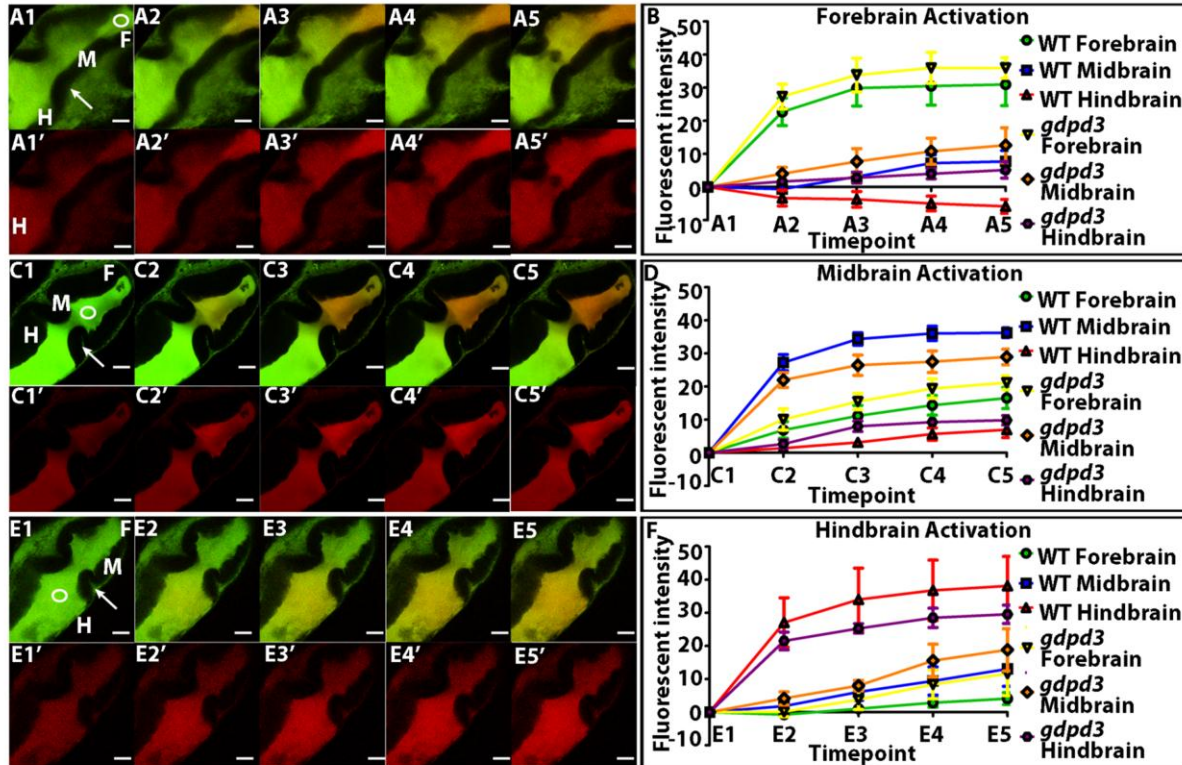 A1 A2 A3 A4 A5
F
M
H
A1’ A2’ A3’ A4’ A5’
H
B Forebrain Activation
Fluorescent intensity
50
40
30
20
10
0
-10
A1 A2 A3 A4 A5
Timepoint
WT Forebrain
WT Midbrain
WT Hindbrain
gdpd3
Forebrain
gdpd3
Midbrain
gdpd3
Hindbrain
C1 C2 C3 C4 C5
F
M
H
C1’ C2’ C3’ C4’ C5’
D Midbrain Activation
Fluorescent intensity
50
40
30
20
10
0
-10
C1 C2 C3 C4 C5
Timepoint
WT Forebrain
WT Midbrain
WT Hindbrain
gdpd3
Forebrain
gdpd3
Midbrain
gdpd3
Hindbrain
E1 E2 E3 E4 E5
F
M
H
E1’ E2’ E3’ E4’ E5’
F Hindbrain Activation
Fluorescent intensity
50
40
30
20
10
0
-10
E1 E2 E3 E4 E5
Timepoint
WT Forebrain
WT Midbrain
WT Hindbrain
gdpd3
Forebrain
gdpd3
Midbrain
gdpd3
Hindbrain